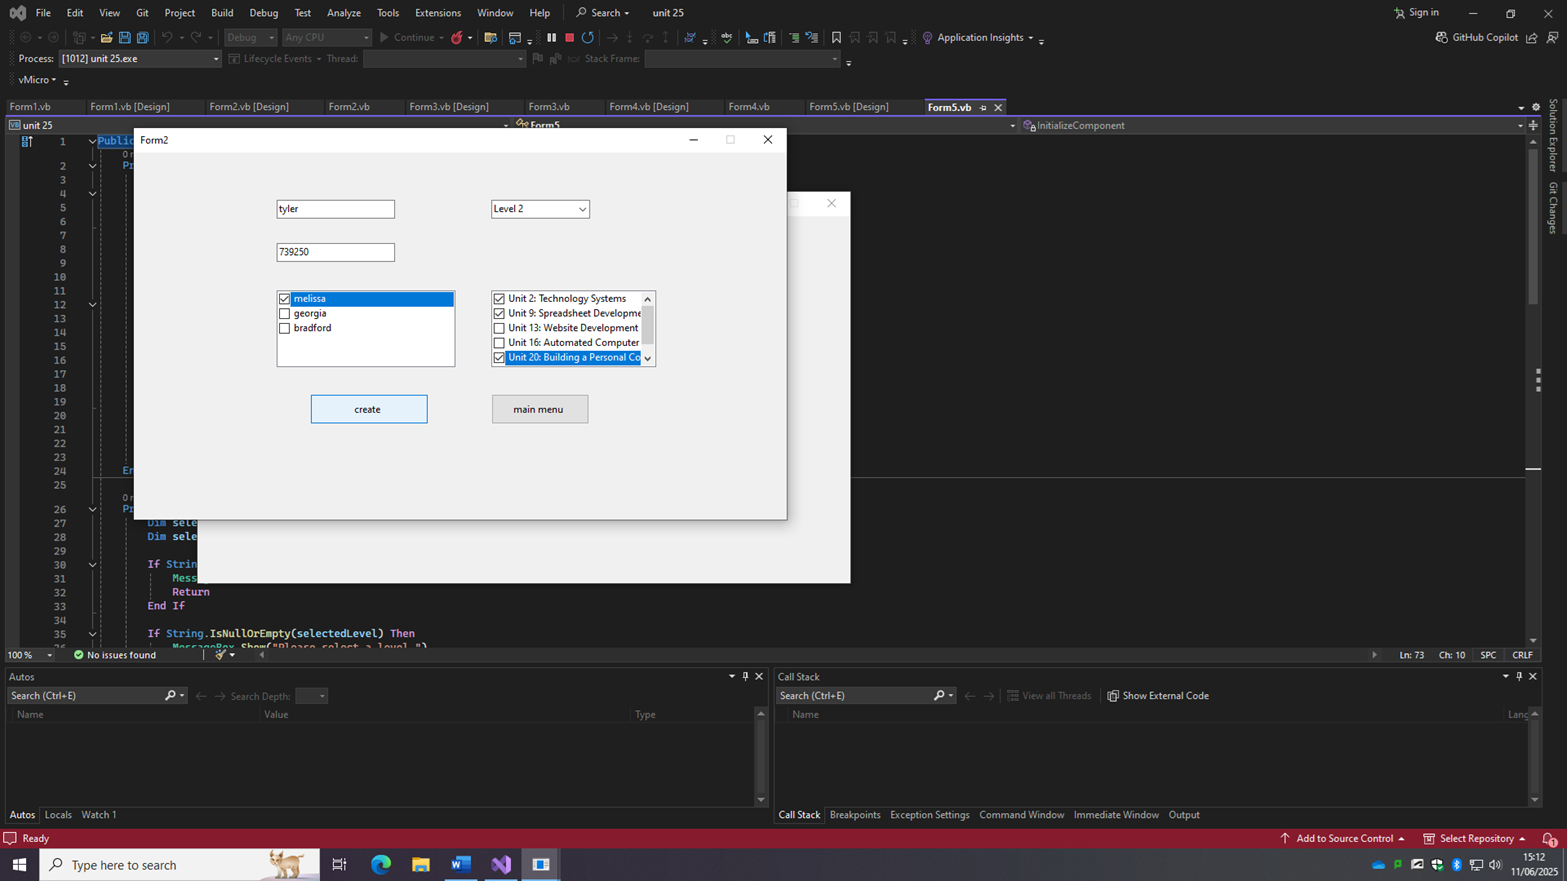 File Edit View Git Project Build Debug Test Analyze Tools Extensions Window Help Search unit 25 Sign in
Debug Any CPU Continue Application Insights GitHub Copilot
Process: [1012] unit 25.exe Lifecycle Events Thread: Stack Frame:
vMicro
Form1.vb Form1.vb [Design] Form2.vb [Design] Form2.vb Form3.vb [Design] Form3.vb Form4.vb [Design] Form4.vb Form5.vb [Design] Form5.vb
VB unit 25 Form5 InitializeComponent
Solution Explorer
Git Changes
Form2
tyler Level 2
739250
melissa
georgia
bradford
Unit 2: Technology Systems
Unit 9: Spreadsheet Developme
Unit 13: Website Development
Unit 16: Automated Computer
Unit 20: Building a Personal Co
create main menu
1 Public
2 Pr
3
4
5
6
7
8
9
10
11
12
13
14
15
16
17
18
19
20
21
22
23
24 En
25
26 Pr
27 Dim sele
28 Dim sele
29
30 If Strin
31 Mess
32 Return
33 End If
34
35 If String.IsNullOrEmpty(selectedLevel) Then
MessageBox.Show("Please select a level.")
100 % No issues found Ln: 73 Ch: 10 SPC CRLF
Autos
Search (Ctrl+E) Search Depth:
Name Value Type
Autos Locals Watch 1
Call Stack
Search (Ctrl+E) View all Threads Show External Code
Name Lang
Call Stack Breakpoints Exception Settings Command Window Immediate Window Output
Ready Add to Source Control Select Repository 1
Type here to search
15:12
11/06/2025